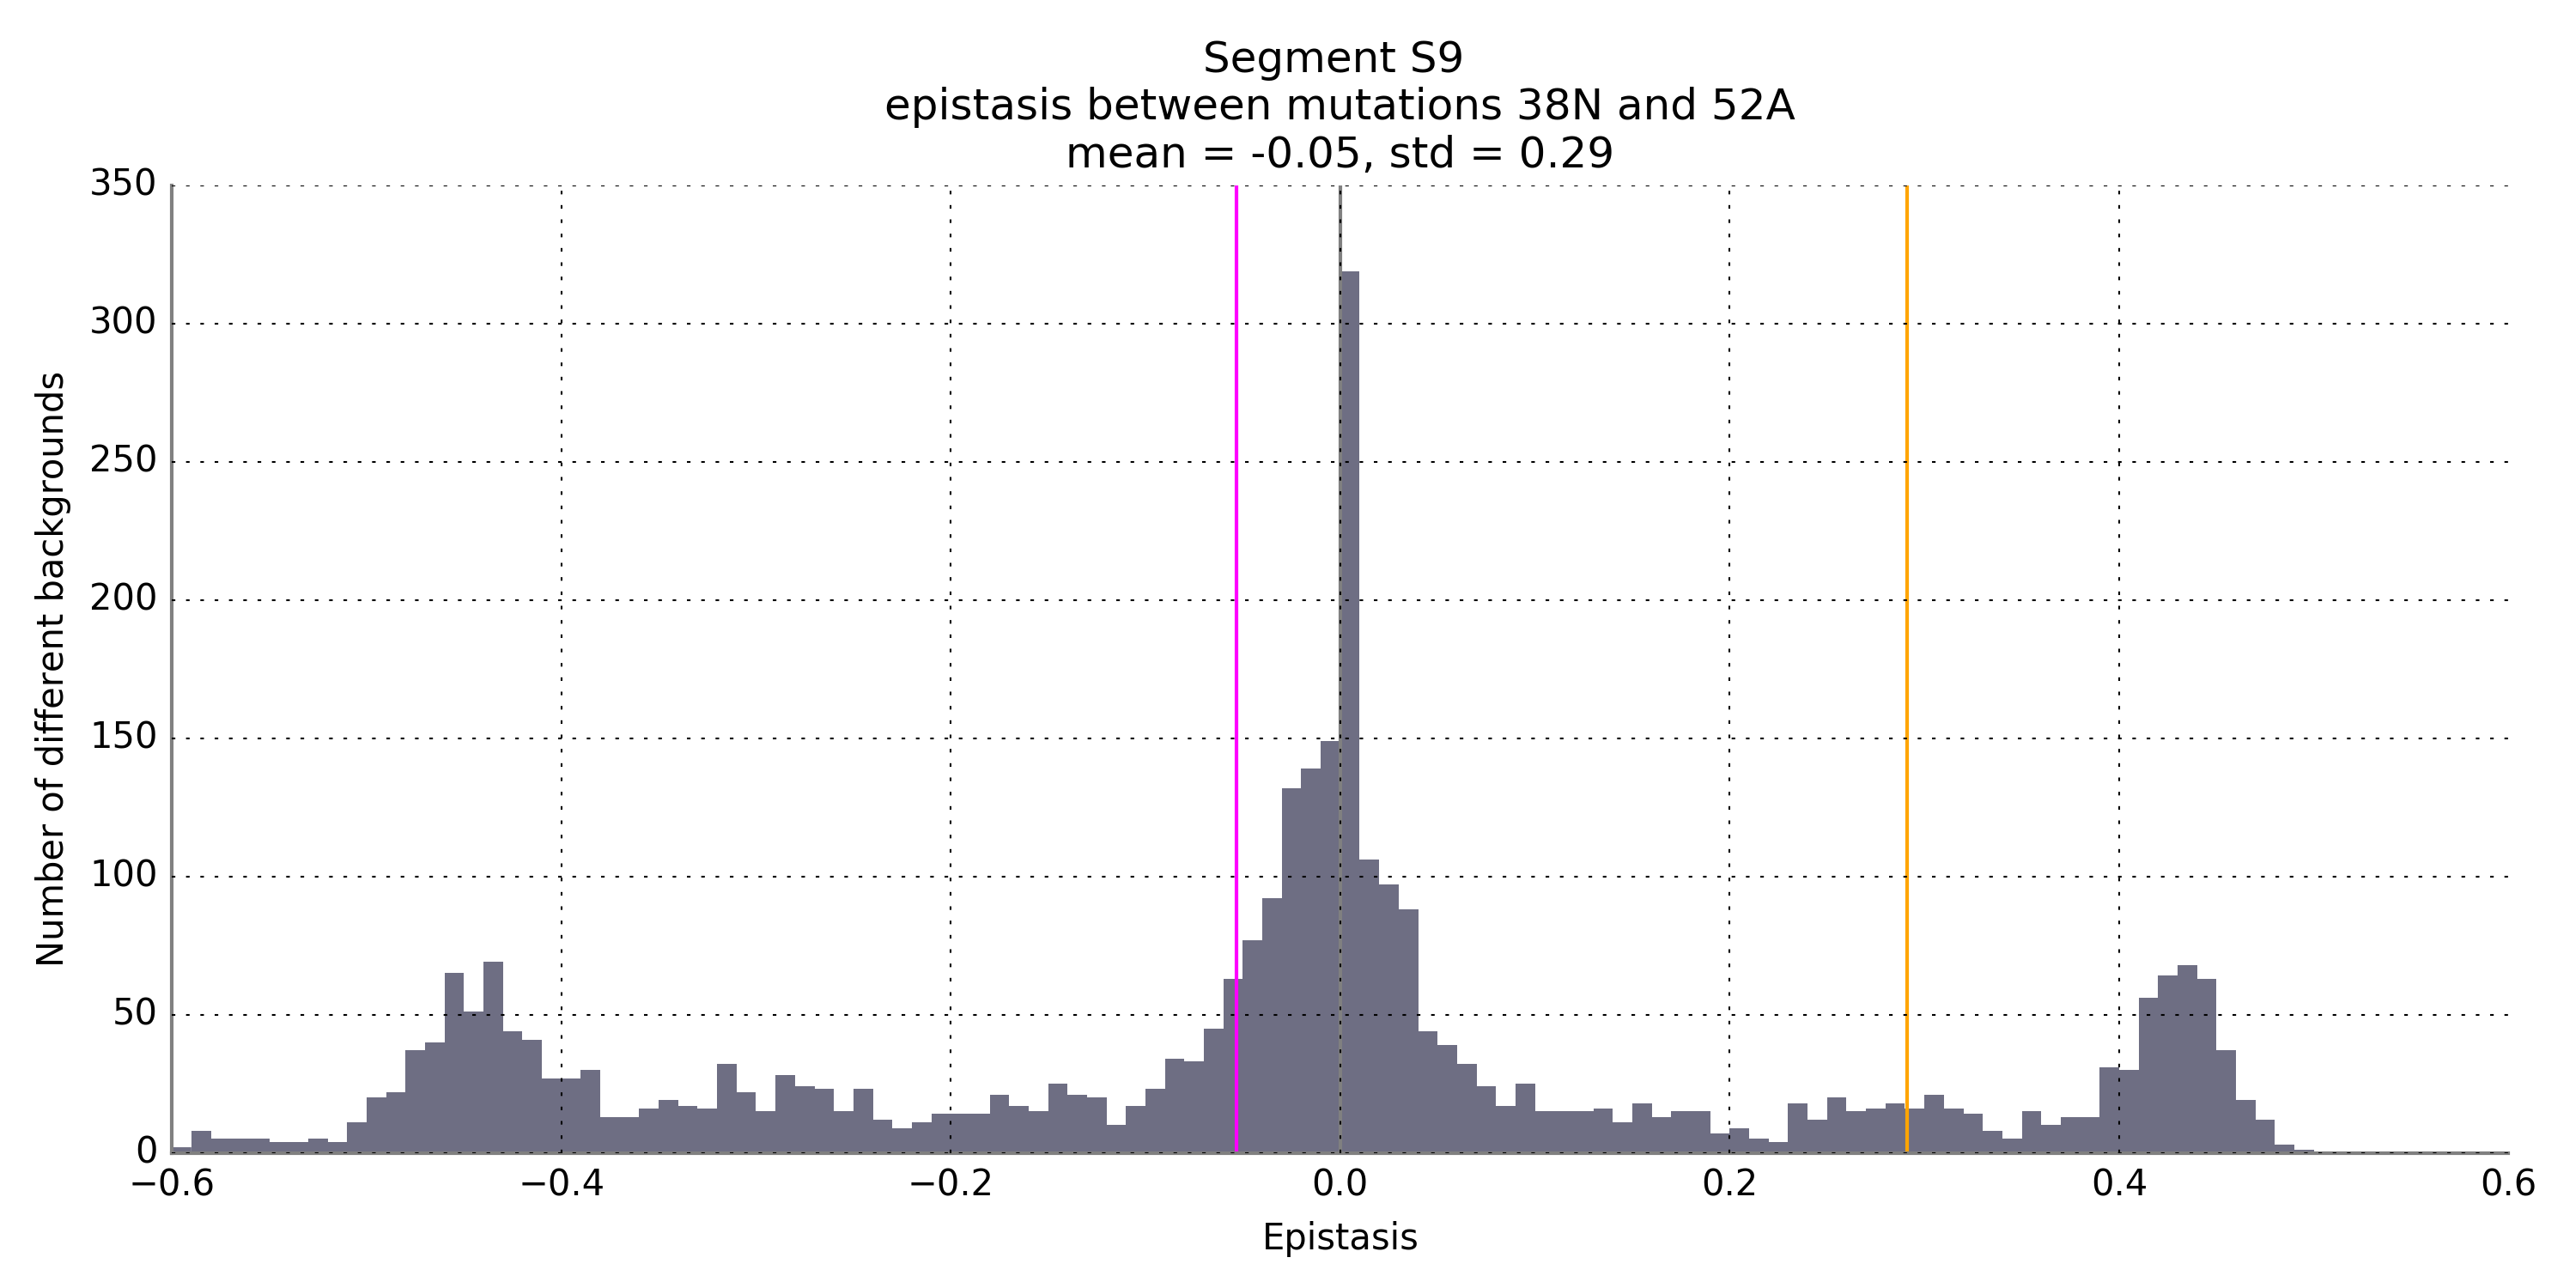 Segment S9
epistasis between mutations 38N and 52A
mean = -0.05, std = 0.29
350
300
250
200
150
100
50
0
Number of different backgrounds
−0.6 −0.4 −0.2 0.0 0.2 0.4 0.6
Epistasis